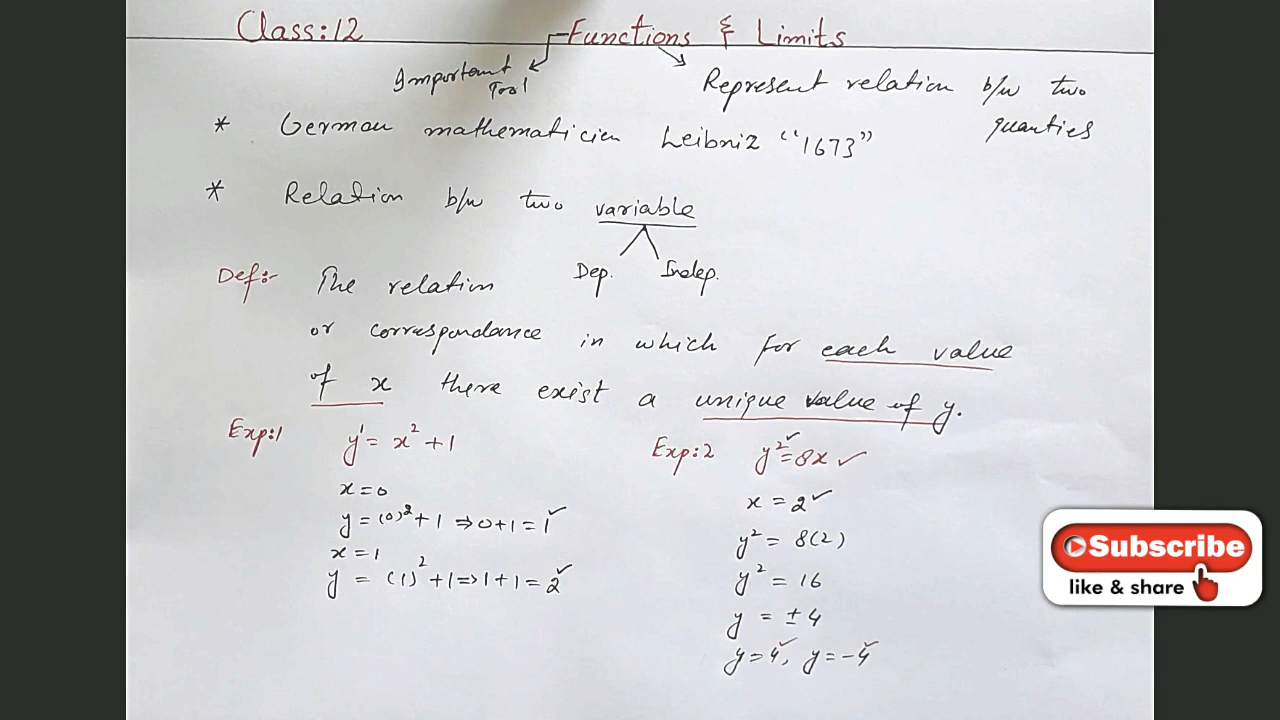 Class:12 Functions & Limits
Important Tool
Represent relation b/w two quanties
* German mathematicien Leibniz "1673"
* Relation b/w two variable
Dep. Indep.
Def:- The relation
or correspondance in which for each value
of x there exist a unique value of y.
Exp:1 y¹ = x² + 1
x = 0
y = (0)² + 1 ⇒ 0 + 1 = 1 ✓
x = 1
y = (1)² + 1 => 1 + 1 = 2 ✓
Exp:2 y² ✓ = 8x ✓
x = 2 ✓
y² = 8(2)
y² = 16
y = ± 4
y = 4 ✓, y = -4 ✓
Subscribe
like & share